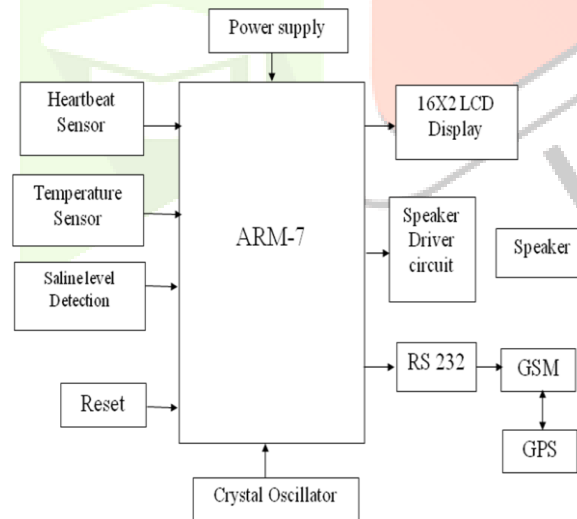 Power supply
Heartbeat
Sensor
16X2 LCD
Display
Temperature
Sensor
ARM-7
Speaker
Driver
circuit
Speaker
Saline level
Detection
RS 232
GSM
Reset
GPS
Crystal Oscillator